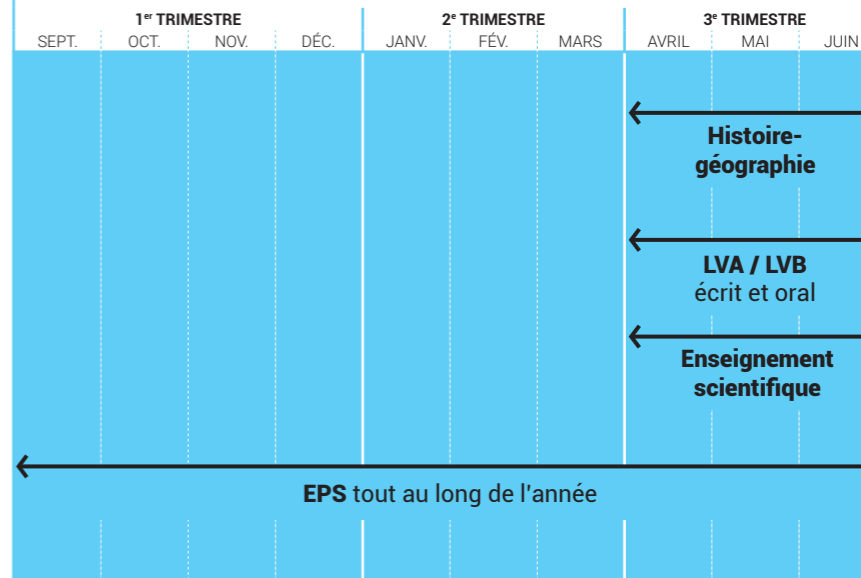 1er TRIMESTRE 2e TRIMESTRE 3e TRIMESTRE
SEPT. OCT. NOV. DÉC. JANV. FÉV. MARS AVRIL MAI JUIN
Histoire-
géographie
LVA / LVB
écrit et oral
Enseignement
scientifique
EPS tout au long de l'année